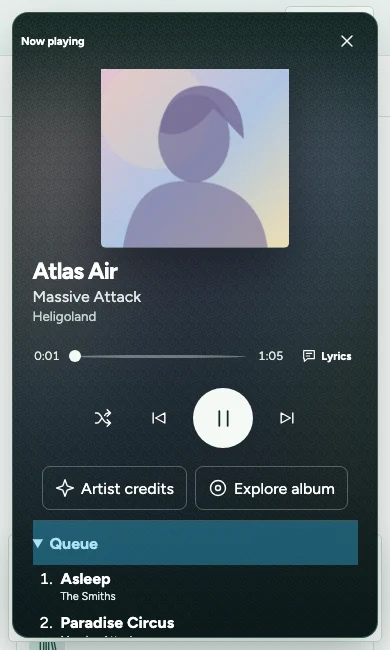 Now playing
Atlas Air
Massive Attack
Heligoland
0:01
1:05
Lyrics
Artist credits
Explore album
Queue
1. Asleep
The Smiths
2. Paradise Circus